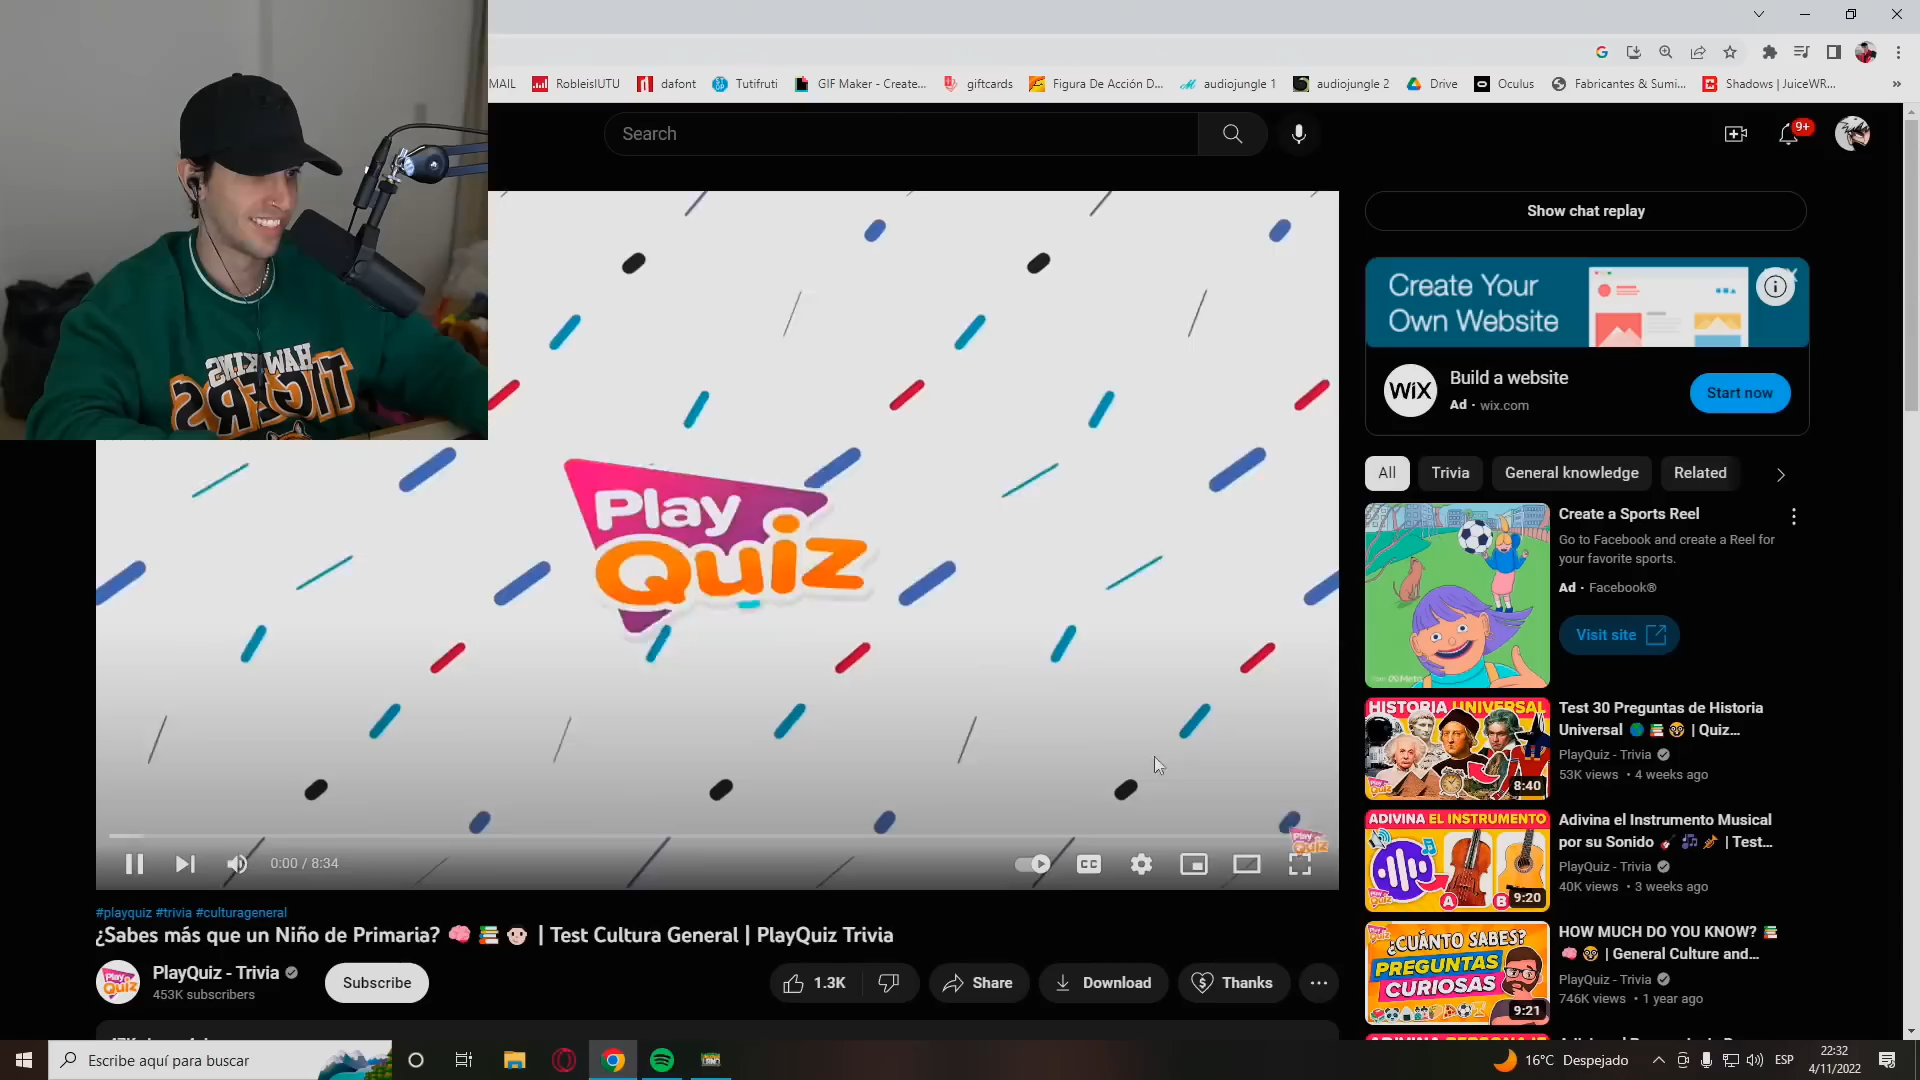 MAIL
RobleisIUTU
dafont
Tutifruti
GIF Maker - Create...
giftcards
Figura De Acción D...
audiojungle 1
audiojungle 2
Drive
Oculus
Fabricantes & Sumi...
Shadows | JuiceWR...
»
Search
9+
HAWKINS
TIGERS
Play
Quiz
Show chat replay
Create Your
Own Website
WiX
Build a website
Ad · wix.com
Start now
All
Trivia
General knowledge
Related
Create a Sports Reel
Go to Facebook and create a Reel for
your favorite sports.
Ad · Facebook®
Visit site
HISTORIA UNIVERSAL
8:40
Test 30 Preguntas de Historia
Universal 🌍 📚 🤓 | Quiz...
PlayQuiz - Trivia
53K views • 4 weeks ago
ADIVINA EL INSTRUMENTO
A
B
9:20
Adivina el Instrumento Musical
por su Sonido 🎸 🎶 🎺 | Test...
PlayQuiz - Trivia
40K views • 3 weeks ago
¿CUÁNTO SABES?
PREGUNTAS
CURIOSAS
9:21
HOW MUCH DO YOU KNOW? 📚
🧠 🤓 | General Culture and...
PlayQuiz - Trivia
746K views • 1 year ago
0:00 / 8:34
CC
Play
Quiz
#playquiz #trivia #culturageneral
¿Sabes más que un Niño de Primaria? 🧠 📚 👦🏻 | Test Cultura General | PlayQuiz Trivia
Play
Quiz
PlayQuiz - Trivia
453K subscribers
Subscribe
1.3K
Share
Download
Thanks
Escribe aquí para buscar
16°C Despejado
ESP
22:32
4/11/2022